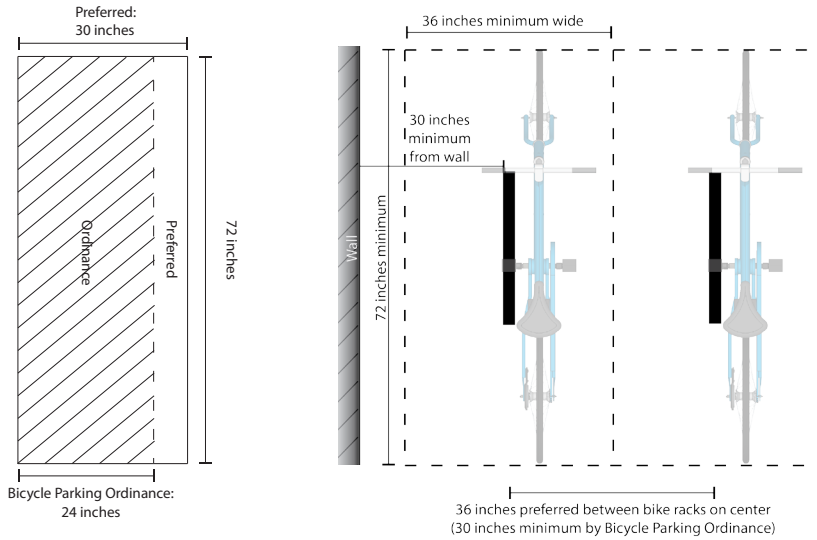 Preferred:
30 inches
Ordinance
Preferred
72 inches
Bicycle Parking Ordinance:
24 inches
36 inches minimum wide
30 inches
minimum
from wall
Wall
72 inches minimum
36 inches preferred between bike racks on center
(30 inches minimum by Bicycle Parking Ordinance)